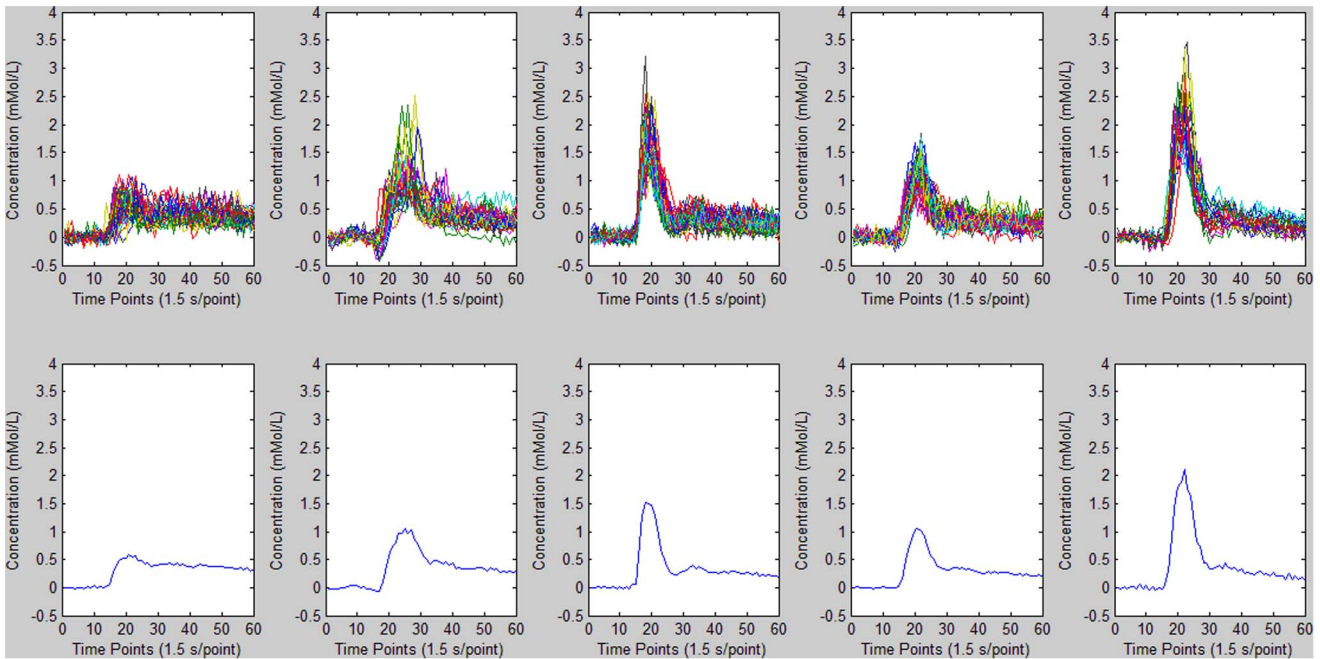 4 4 4 4 4
3.5 3.5 3.5 3.5 3.5
3 3 3 3 3
2.5 2.5 2.5 2.5 2.5
2 2 2 2 2
1.5 1.5 1.5 1.5 1.5
1 1 1 1 1
0.5 0.5 0.5 0.5 0.5
0 0 0 0 0
-0.5 -0.5 -0.5 -0.5 -0.5
Concentration (mMol/L) Concentration (mMol/L) Concentration (mMol/L) Concentration (mMol/L) Concentration (mMol/L)
0 10 20 30 40 50 60 0 10 20 30 40 50 60 0 10 20 30 40 50 60 0 10 20 30 40 50 60 0 10 20 30 40 50 60
Time Points (1.5 s/point) Time Points (1.5 s/point) Time Points (1.5 s/point) Time Points (1.5 s/point) Time Points (1.5 s/point)
4 4 4 4 4
3.5 3.5 3.5 3.5 3.5
3 3 3 3 3
2.5 2.5 2.5 2.5 2.5
2 2 2 2 2
1.5 1.5 1.5 1.5 1.5
1 1 1 1 1
0.5 0.5 0.5 0.5 0.5
0 0 0 0 0
-0.5 -0.5 -0.5 -0.5 -0.5
Concentration (mMol/L) Concentration (mMol/L) Concentration (mMol/L) Concentration (mMol/L) Concentration (mMol/L)
0 10 20 30 40 50 60 0 10 20 30 40 50 60 0 10 20 30 40 50 60 0 10 20 30 40 50 60 0 10 20 30 40 50 60
Time Points (1.5 s/point) Time Points (1.5 s/point) Time Points (1.5 s/point) Time Points (1.5 s/point) Time Points (1.5 s/point)